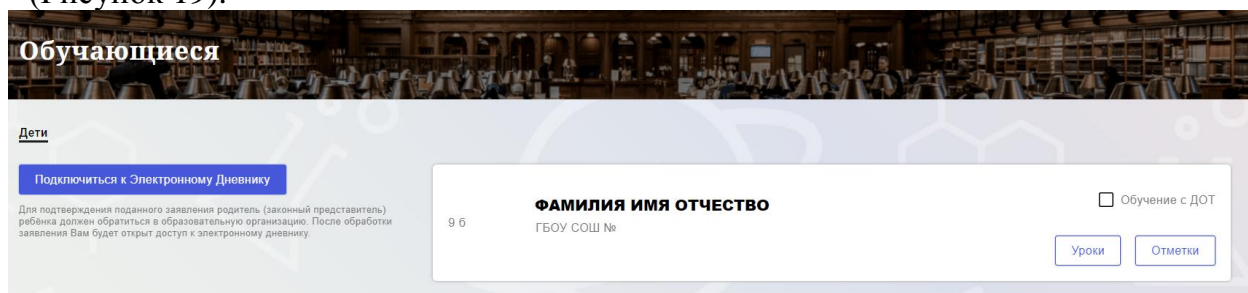 (Рисунок 19).
Обучающиеся
Дети
Подключиться к Электронному Дневнику
Для подтверждения поданного заявления родитель (законный представитель)
ребёнка должен обратиться в образовательную организацию. После обработки
заявления Вам будет открыт доступ к электронному дневнику.
9 б
ФАМИЛИЯ ИМЯ ОТЧЕСТВО
ГБОУ СОШ №
Обучение с ДОТ
Уроки
Отметки